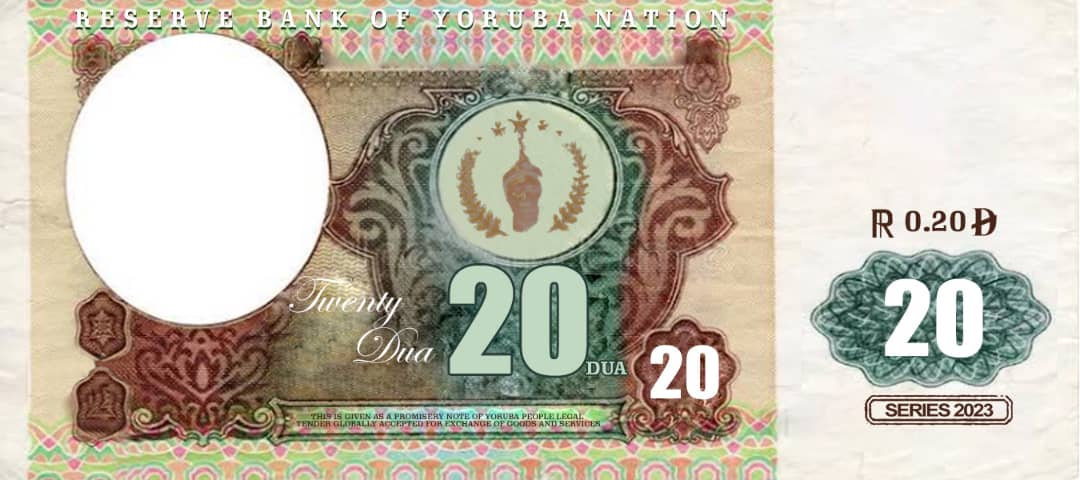 RESERVE BANK OF YORUBA NATION
R 0.20 D
Twenty
Dua
20
DUA
20
20
THIS IS GIVEN AS A PROMISERY NOTE OF YORUBA PEOPLE LEGAL
TENDER GLOBALLY ACCEPTED FOR EXCHANGE OF GOODS AND SERVICES
SERIES 2023